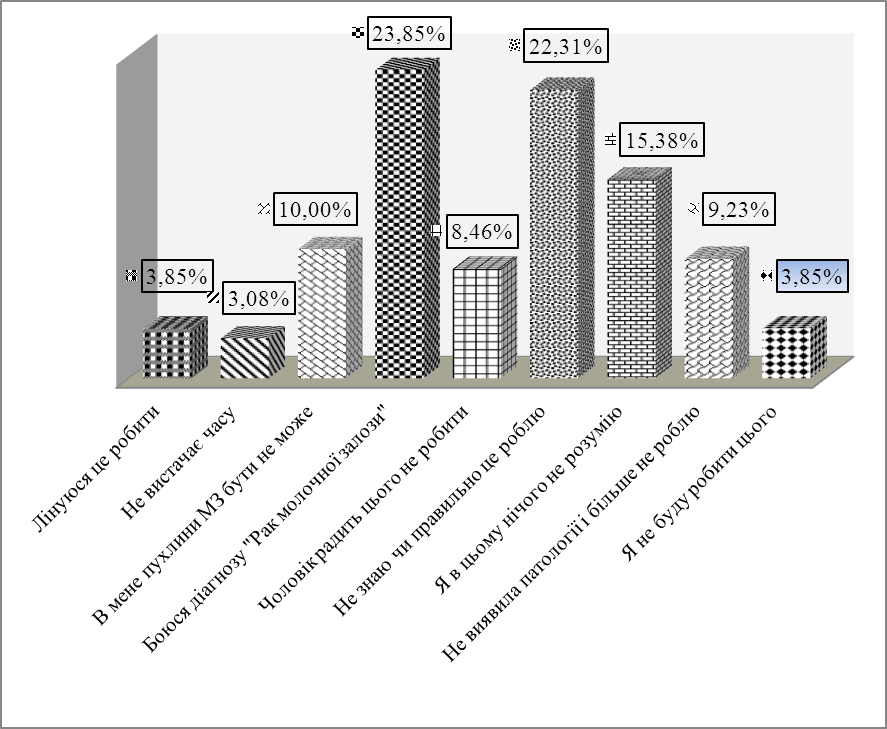 3,85%
3,08%
10,00%
23,85%
8,46%
22,31%
15,38%
9,23%
3,85%
Лінуюся це робити
Не вистачає часу
В мене пухлини МЗ бути не може
Боюся діагнозу "Рак молочної залози"
Чоловік радить цього не робити
Не знаю чи правильно це роблю
Я в цьому нічого не розумію
Не виявила патології і більше не роблю
Я не буду робити цього